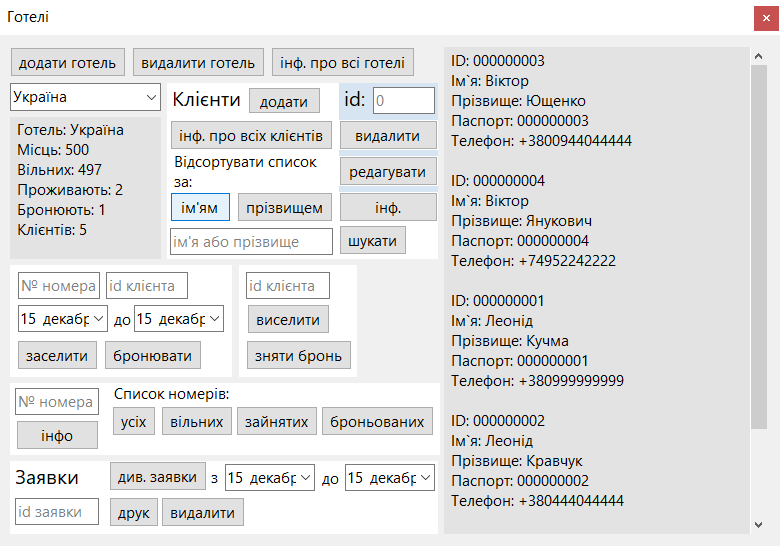 Готелі
додати готель видалити готель інф. про всі готелі
Україна
Готель: Україна
Місць: 500
Вільних: 497
Проживають: 2
Бронюють: 1
Клієнтів: 5
Клієнти додати id: 0
інф. про всіх клієнтів видалити
Відсортувати список
за:
редагувати
ім'ям прізвищем інф.
ім'я або прізвище шукати
№ номера id клієнта
15 декабр до 15 декабр
заселити бронювати
id клієнта
виселити
зняти бронь
№ номера Список номерів:
інфо усіх вільних зайнятих броньованих
Заявки див. заявки з 15 декабр до 15 декабр
id заявки друк видалити
ID: 000000003
Ім`я: Віктор
Прізвище: Ющенко
Паспорт: 000000003
Телефон: +3800944044444
ID: 000000004
Ім`я: Віктор
Прізвище: Янукович
Паспорт: 000000004
Телефон: +74952242222
ID: 000000001
Ім`я: Леонід
Прізвище: Кучма
Паспорт: 000000001
Телефон: +380999999999
ID: 000000002
Ім`я: Леонід
Прізвище: Кравчук
Паспорт: 000000002
Телефон: +380444044444